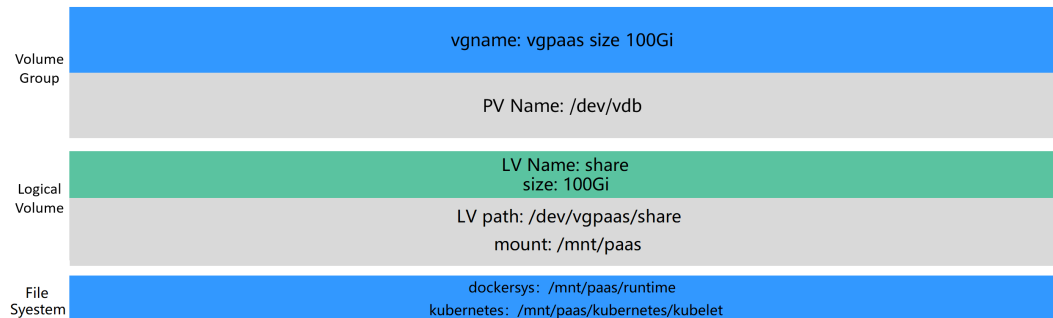 Volume
Group
vgname: vgpaas size 100Gi
PV Name: /dev/vdb
Logical
Volume
LV Name: share
size: 100Gi
LV path: /dev/vgpaas/share
mount: /mnt/paas
File
Syestem
dockersys：/mnt/paas/runtime
kubernetes：/mnt/paas/kubernetes/kubelet